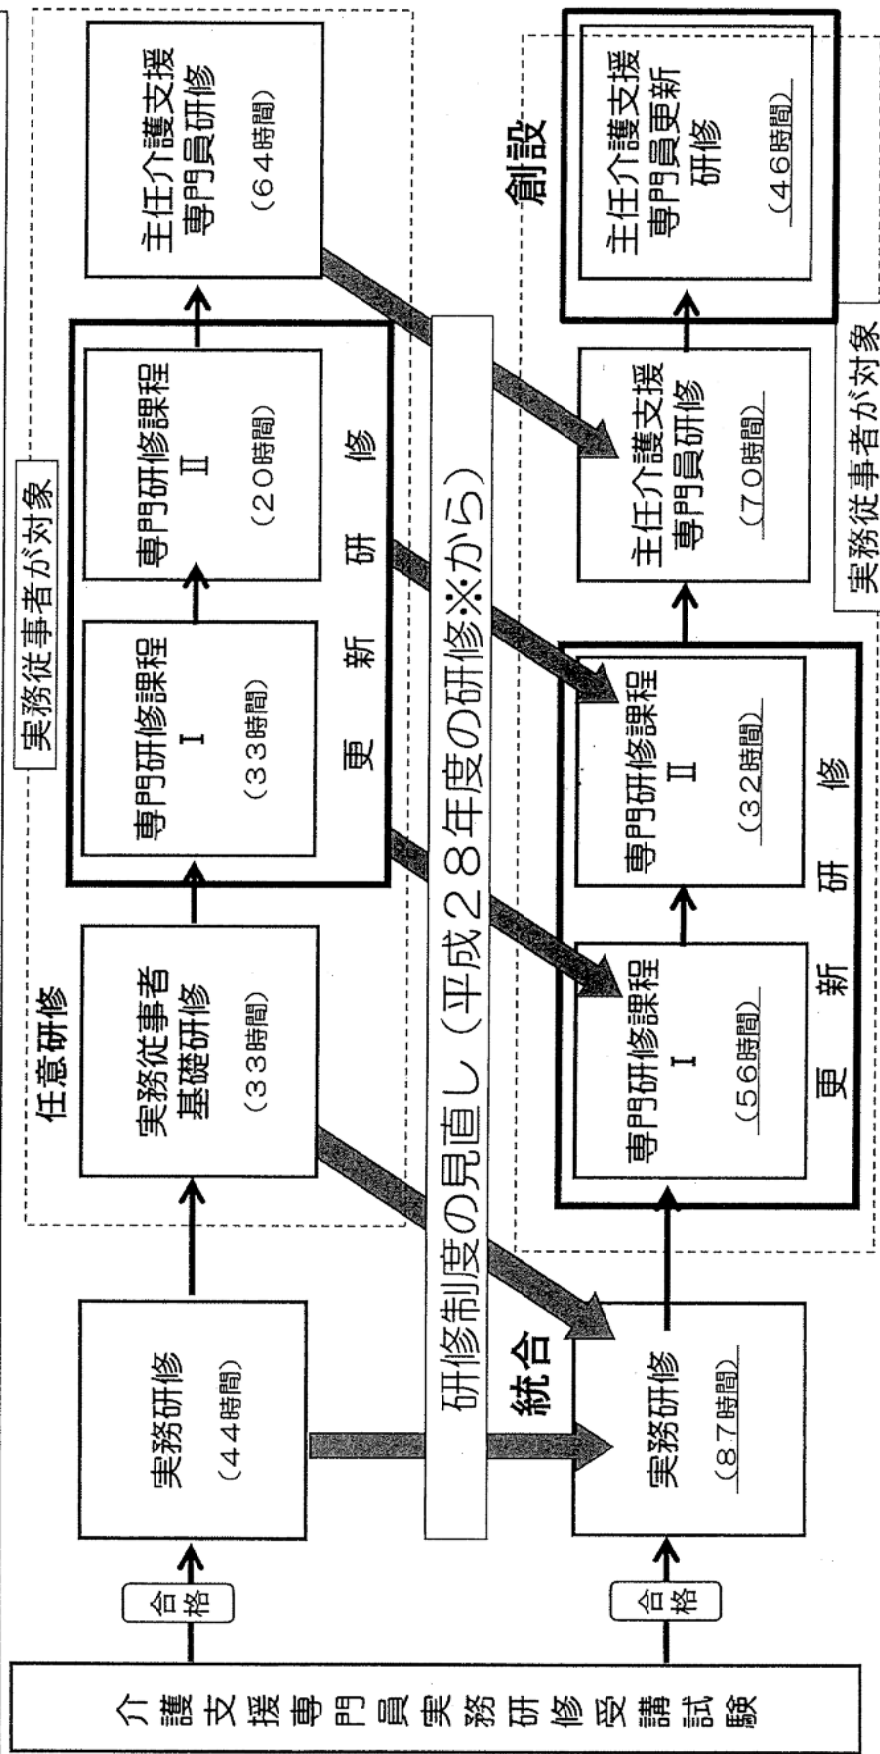 介護支援専門員実務研修受講試験
合格
実務研修
（44時間）
任意研修
実務従事者
基礎研修
（33時間）
実務従事者が対象
専門研修課程
Ⅰ
（33時間）
専門研修課程
Ⅱ
（20時間）
更新研修
主任介護支援
専門員研修
（64時間）
研修制度の見直し（平成２８年度の研修※から）
合格
統合
実務研修
（87時間）
専門研修課程
Ⅰ
（56時間）
専門研修課程
Ⅱ
（32時間）
更新研修
主任介護支援
専門員研修
（70時間）
創設
主任介護支援
専門員更新
研修
（46時間）
実務従事者が対象